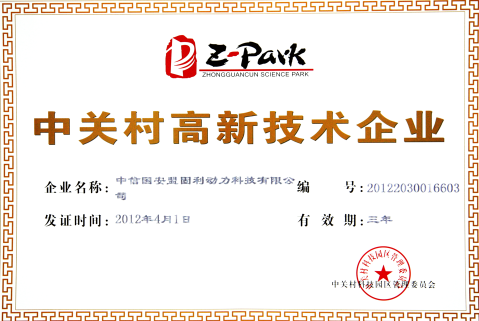 Z-Park
ZHONGGUANCUN SCIENCE PARK
中关村高新技术企业
企业名称：中信国安盟固利动力科技有限公
司
编 号：20122030016603
发证时间：2012年4月1日
有 效 期：三年
中关村科技园区管理委员会
中关村科技园区管理委员会